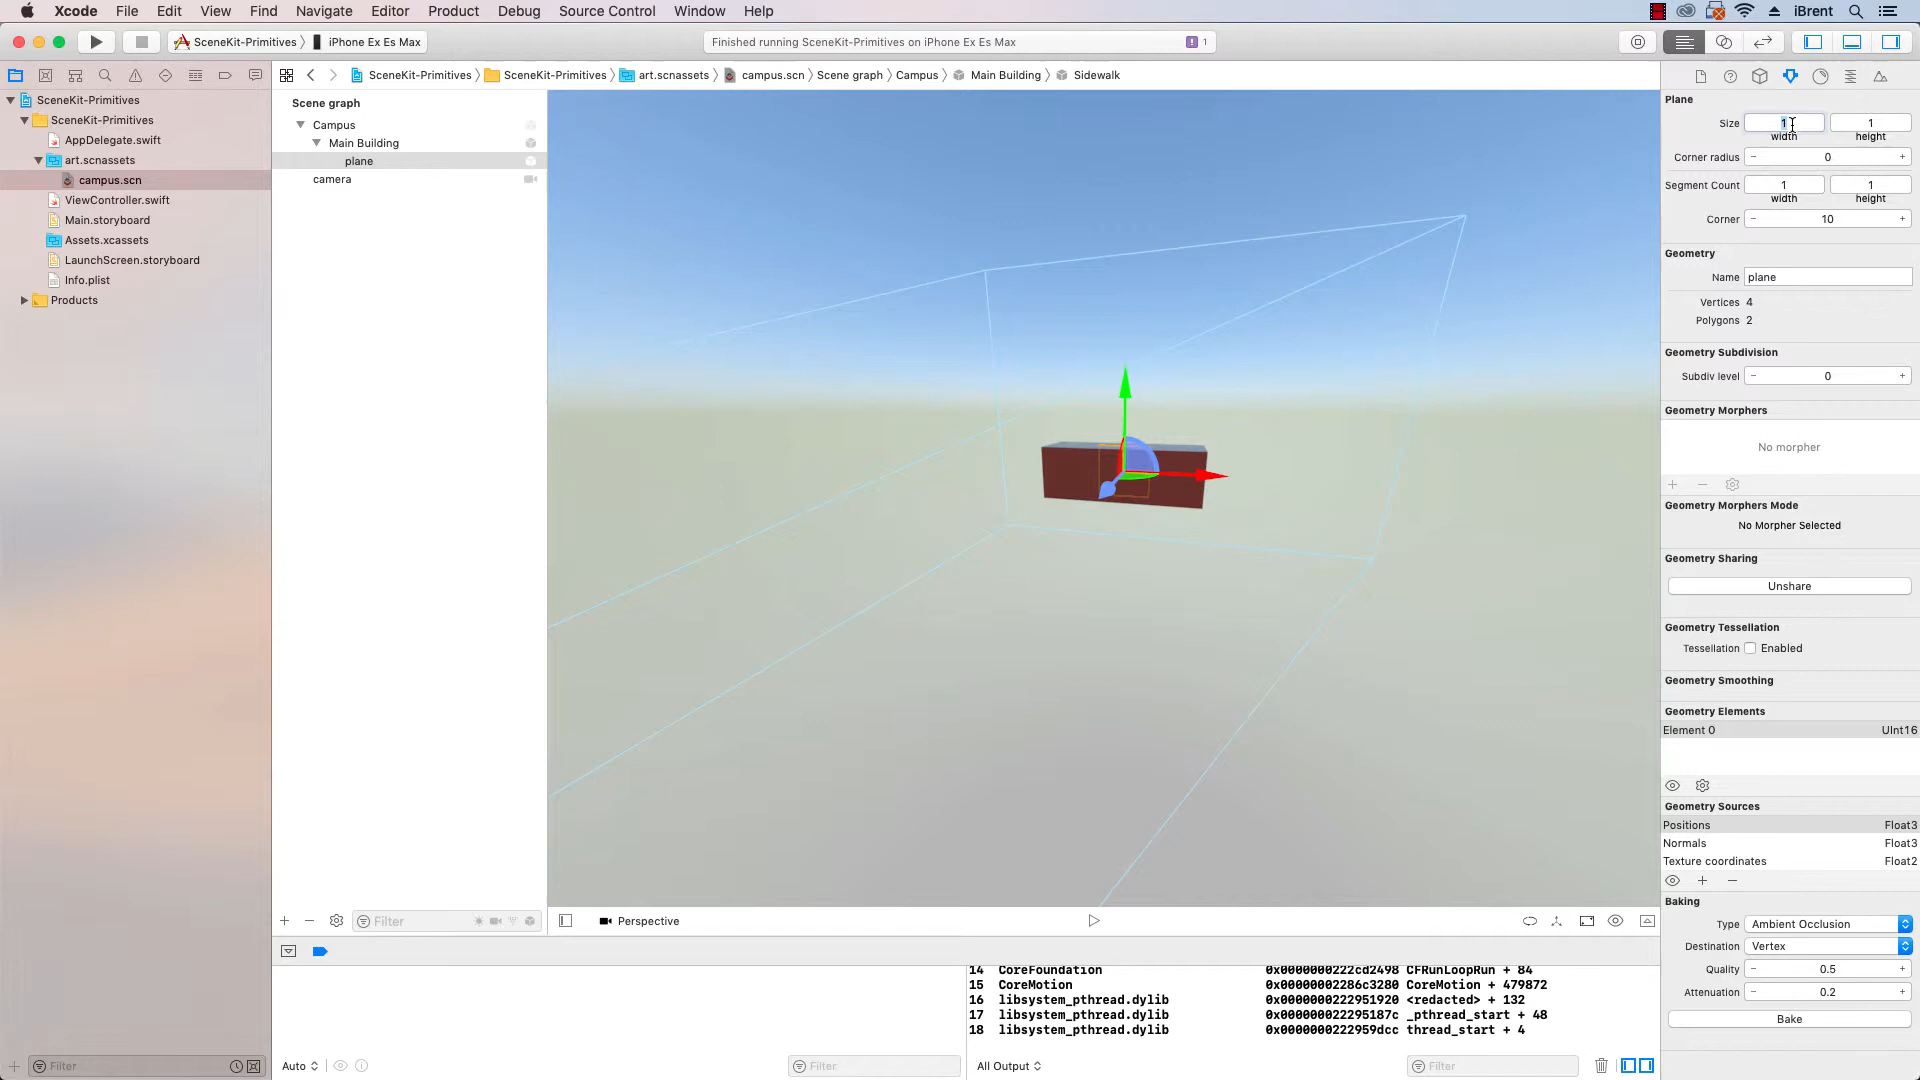 Xcode File Edit View Find Navigate Editor Product Debug Source Control Window Help iBrent
SceneKit-Primitives iPhone Ex Es Max
Finished running SceneKit-Primitives on iPhone Ex Es Max 1
SceneKit-Primitives SceneKit-Primitives art.scnassets campus.scn Scene graph Campus Main Building Sidewalk
SceneKit-Primitives
SceneKit-Primitives
AppDelegate.swift
art.scnassets
campus.scn
ViewController.swift
Main.storyboard
Assets.xcassets
LaunchScreen.storyboard
Info.plist
Products
Filter
Scene graph
Campus
Main Building
plane
camera
Filter
Perspective
Plane
Size 1 1
width height
Corner radius 0
Segment Count 1 1
width height
Corner 10
Geometry
Name plane
Vertices 4
Polygons 2
Geometry Subdivision
Subdiv level 0
Geometry Morphers
No morpher
Geometry Morphers Mode
No Morpher Selected
Geometry Sharing
Unshare
Geometry Tessellation
Tessellation Enabled
Geometry Smoothing
Geometry Elements
Element 0 UInt16
Geometry Sources
Positions Float3
Normals Float3
Texture coordinates Float2
Baking
Type Ambient Occlusion
Destination Vertex
Quality 0.5
Attenuation 0.2
Bake
14 CoreFoundation 0x0000000222cd2498 CFRunLoopRun + 84
15 CoreMotion 0x00000002286c3280 CoreMotion + 479872
16 libsystem_pthread.dylib 0x0000000222951920 <redacted> + 132
17 libsystem_pthread.dylib 0x000000022295187c _pthread_start + 48
18 libsystem_pthread.dylib 0x0000000222959dcc thread_start + 4
Auto Filter
All Output Filter